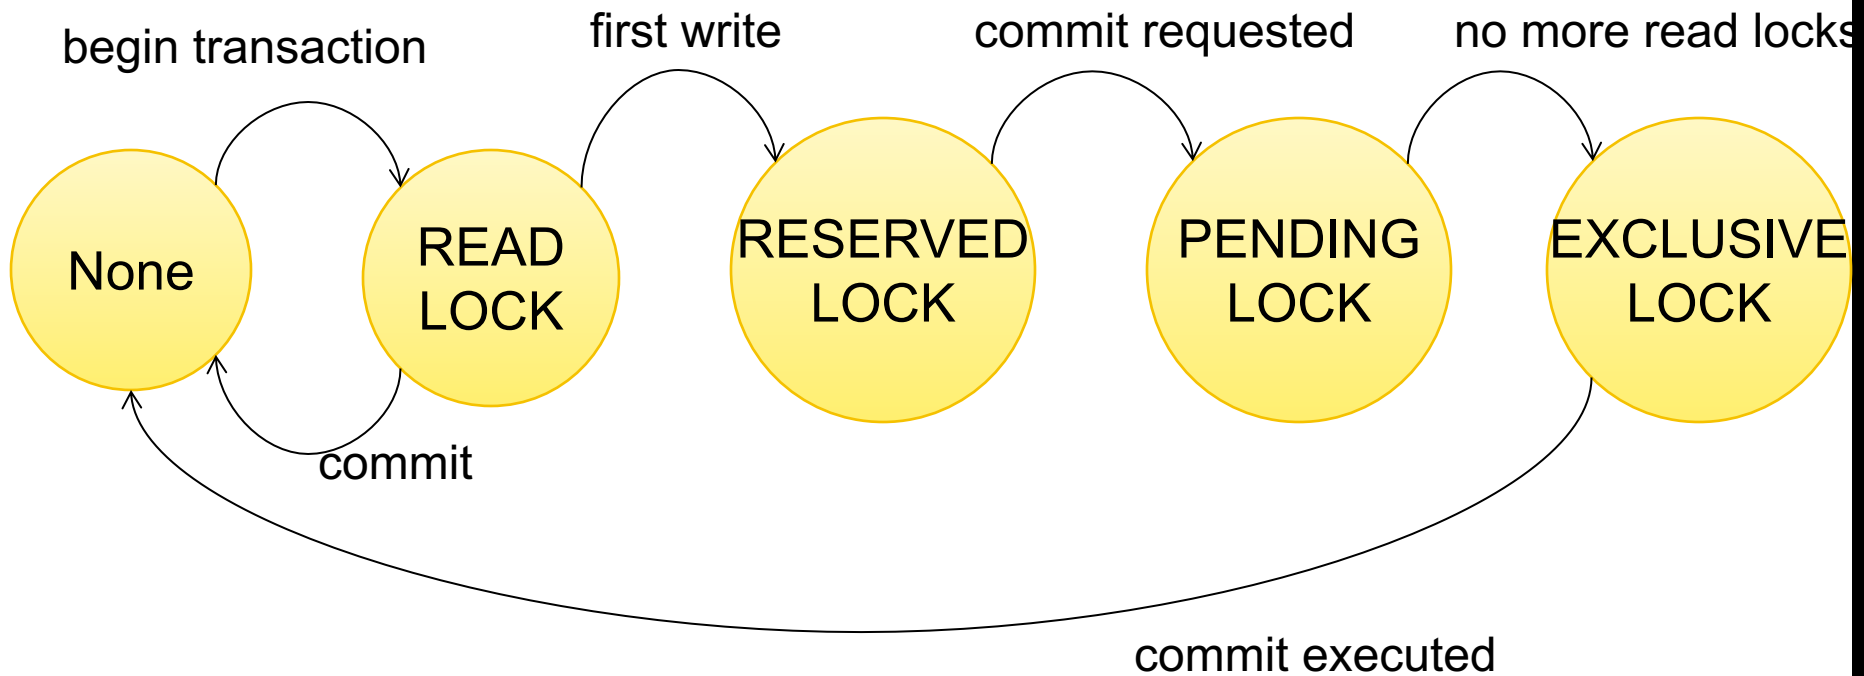 begin transaction
first write
commit requested
no more read locks
None
READ
LOCK
RESERVED
LOCK
PENDING
LOCK
EXCLUSIVE
LOCK
commit
commit executed